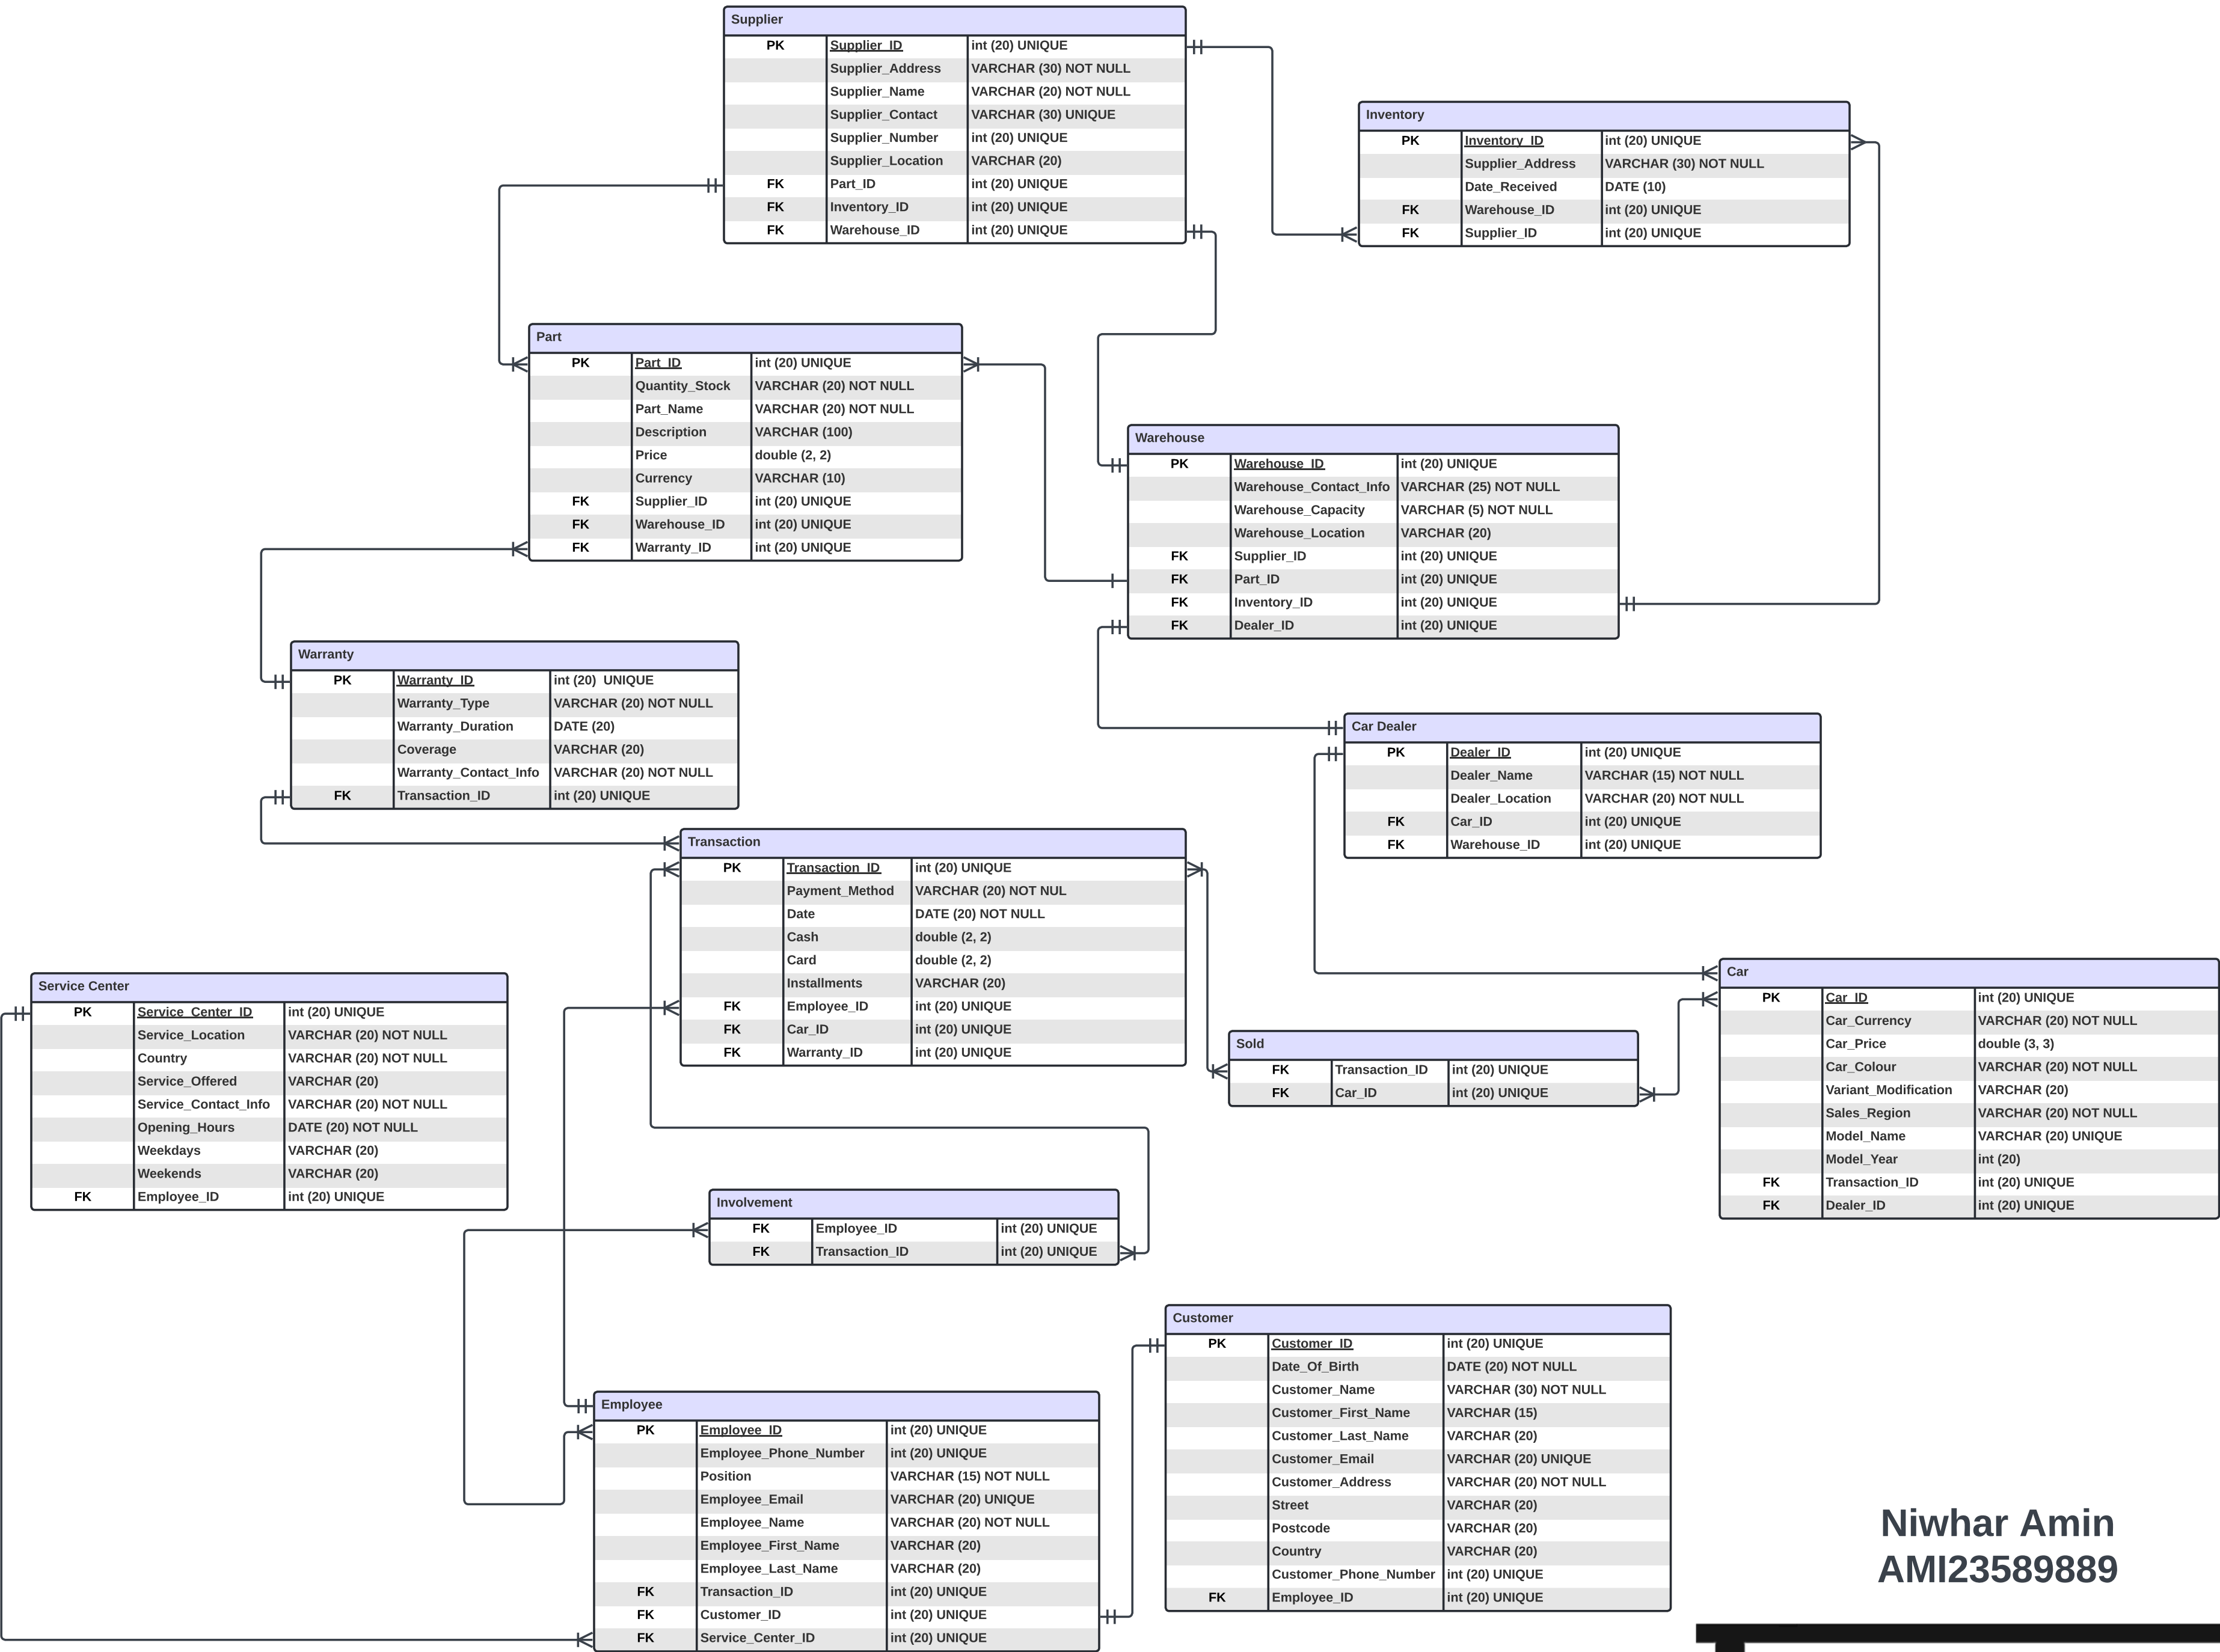 Supplier
PK Supplier_ID int (20) UNIQUE
Supplier_Address VARCHAR (30) NOT NULL
Supplier_Name VARCHAR (20) NOT NULL
Supplier_Contact VARCHAR (30) UNIQUE
Supplier_Number int (20) UNIQUE
Supplier_Location VARCHAR (20)
FK Part_ID int (20) UNIQUE
FK Inventory_ID int (20) UNIQUE
FK Warehouse_ID int (20) UNIQUE
Inventory
PK Inventory_ID int (20) UNIQUE
Supplier_Address VARCHAR (30) NOT NULL
Date_Received DATE (10)
FK Warehouse_ID int (20) UNIQUE
FK Supplier_ID int (20) UNIQUE
Part
PK Part_ID int (20) UNIQUE
Quantity_Stock VARCHAR (20) NOT NULL
Part_Name VARCHAR (20) NOT NULL
Description VARCHAR (100)
Price double (2, 2)
Currency VARCHAR (10)
FK Supplier_ID int (20) UNIQUE
FK Warehouse_ID int (20) UNIQUE
FK Warranty_ID int (20) UNIQUE
Warehouse
PK Warehouse_ID int (20) UNIQUE
Warehouse_Contact_Info VARCHAR (25) NOT NULL
Warehouse_Capacity VARCHAR (5) NOT NULL
Warehouse_Location VARCHAR (20)
FK Supplier_ID int (20) UNIQUE
FK Part_ID int (20) UNIQUE
FK Inventory_ID int (20) UNIQUE
FK Dealer_ID int (20) UNIQUE
Warranty
PK Warranty_ID int (20) UNIQUE
Warranty_Type VARCHAR (20) NOT NULL
Warranty_Duration DATE (20)
Coverage VARCHAR (20)
Warranty_Contact_Info VARCHAR (20) NOT NULL
FK Transaction_ID int (20) UNIQUE
Car Dealer
PK Dealer_ID int (20) UNIQUE
Dealer_Name VARCHAR (15) NOT NULL
Dealer_Location VARCHAR (20) NOT NULL
FK Car_ID int (20) UNIQUE
FK Warehouse_ID int (20) UNIQUE
Transaction
PK Transaction_ID int (20) UNIQUE
Payment_Method VARCHAR (20) NOT NUL
Date DATE (20) NOT NULL
Cash double (2, 2)
Card double (2, 2)
Installments VARCHAR (20)
FK Employee_ID int (20) UNIQUE
FK Car_ID int (20) UNIQUE
FK Warranty_ID int (20) UNIQUE
Service Center
PK Service_Center_ID int (20) UNIQUE
Service_Location VARCHAR (20) NOT NULL
Country VARCHAR (20) NOT NULL
Service_Offered VARCHAR (20)
Service_Contact_Info VARCHAR (20) NOT NULL
Opening_Hours DATE (20) NOT NULL
Weekdays VARCHAR (20)
Weekends VARCHAR (20)
FK Employee_ID int (20) UNIQUE
Sold
FK Transaction_ID int (20) UNIQUE
FK Car_ID int (20) UNIQUE
Car
PK Car_ID int (20) UNIQUE
Car_Currency VARCHAR (20) NOT NULL
Car_Price double (3, 3)
Car_Colour VARCHAR (20) NOT NULL
Variant_Modification VARCHAR (20)
Sales_Region VARCHAR (20) NOT NULL
Model_Name VARCHAR (20) UNIQUE
Model_Year int (20)
FK Transaction_ID int (20) UNIQUE
FK Dealer_ID int (20) UNIQUE
Involvement
FK Employee_ID int (20) UNIQUE
FK Transaction_ID int (20) UNIQUE
Customer
PK Customer_ID int (20) UNIQUE
Date_Of_Birth DATE (20) NOT NULL
Customer_Name VARCHAR (30) NOT NULL
Customer_First_Name VARCHAR (15)
Customer_Last_Name VARCHAR (20)
Customer_Email VARCHAR (20) UNIQUE
Customer_Address VARCHAR (20) NOT NULL
Street VARCHAR (20)
Postcode VARCHAR (20)
Country VARCHAR (20)
Customer_Phone_Number int (20) UNIQUE
FK Employee_ID int (20) UNIQUE
Employee
PK Employee_ID int (20) UNIQUE
Employee_Phone_Number int (20) UNIQUE
Position VARCHAR (15) NOT NULL
Employee_Email VARCHAR (20) UNIQUE
Employee_Name VARCHAR (20) NOT NULL
Employee_First_Name VARCHAR (20)
Employee_Last_Name VARCHAR (20)
FK Transaction_ID int (20) UNIQUE
FK Customer_ID int (20) UNIQUE
FK Service_Center_ID int (20) UNIQUE
Niwhar Amin
AMI23589889